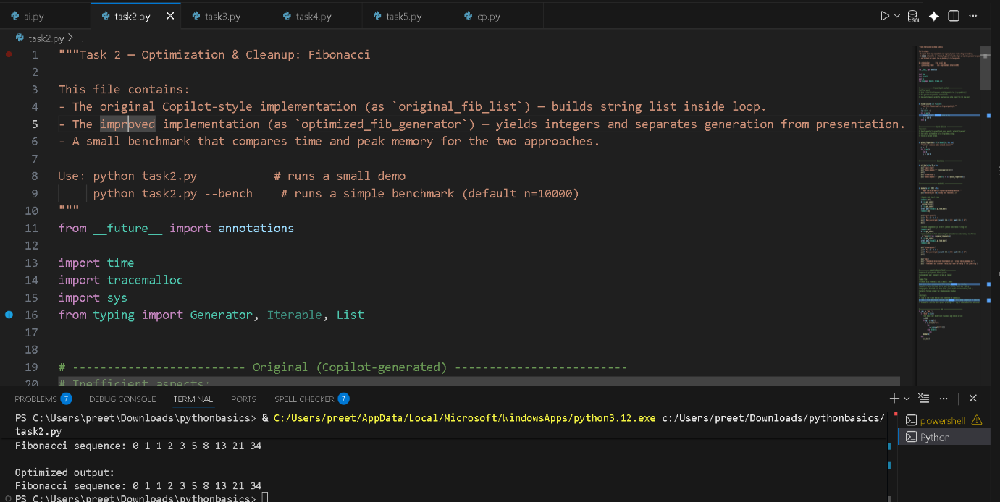 ai.py task2.py task3.py task4.py task5.py cp.py
SQL
task2.py > ...
1 """Task 2 — Optimization & Cleanup: Fibonacci
2
3 This file contains:
4 - The original Copilot-style implementation (as `original_fib_list`) — builds string list inside loop.
5 - The improved implementation (as `optimized_fib_generator`) — yields integers and separates generation from presentation.
6 - A small benchmark that compares time and peak memory for the two approaches.
7
8 Use: python task2.py # runs a small demo
9 python task2.py --bench # runs a simple benchmark (default n=10000)
10 """
11 from __future__ import annotations
12
13 import time
14 import tracemalloc
15 import sys
16 from typing import Generator, Iterable, List
17
18
19 # ------------------------- Original (Copilot-generated) -------------------------
20 # Inefficient aspects:
PROBLEMS 7 DEBUG CONSOLE TERMINAL PORTS SPELL CHECKER 7
PS C:\Users\preet\Downloads\pythonbasics> & C:/Users/preet/AppData/Local/Microsoft/WindowsApps/python3.12.exe c:/Users/preet/Downloads/pythonbasics/
task2.py
Fibonacci sequence: 0 1 1 2 3 5 8 13 21 34
Optimized output:
Fibonacci sequence: 0 1 1 2 3 5 8 13 21 34
PS C:\Users\preet\Downloads\pythonbasics>
powershell
Python